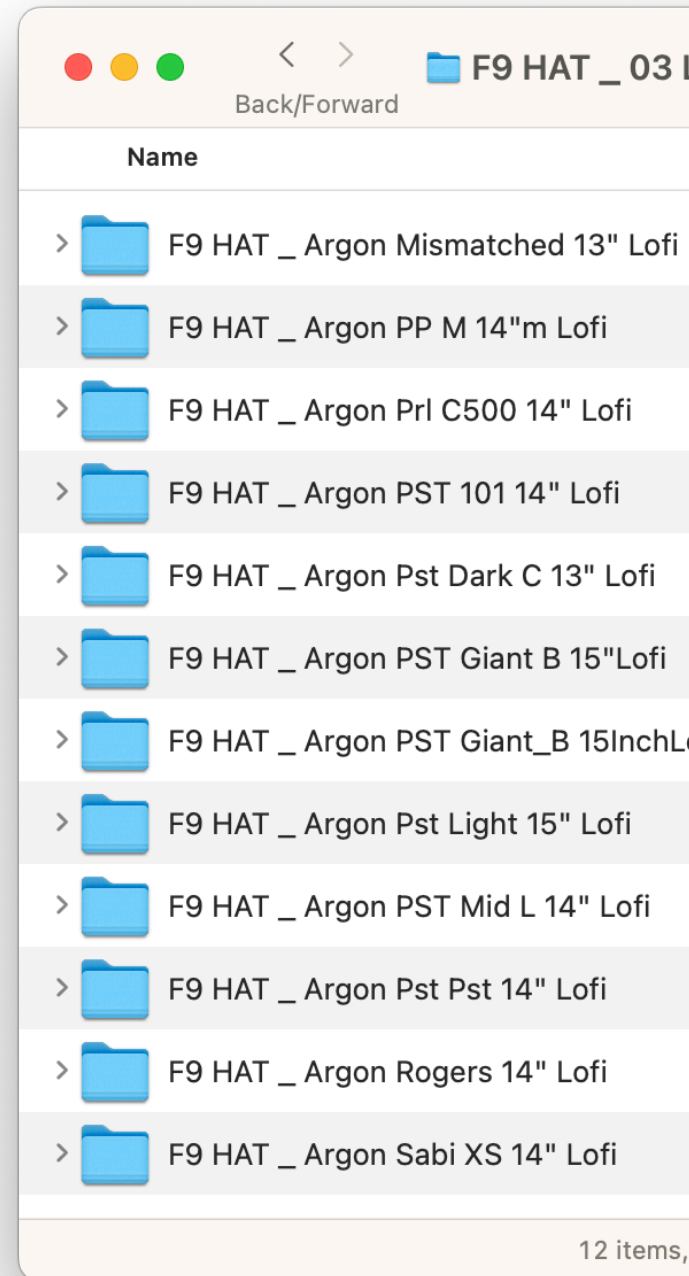 F9 HAT _ 03 L
Back/Forward
Name
F9 HAT _ Argon Mismatched 13" Lofi
F9 HAT _ Argon PP M 14"m Lofi
F9 HAT _ Argon Prl C500 14" Lofi
F9 HAT _ Argon PST 101 14" Lofi
F9 HAT _ Argon Pst Dark C 13" Lofi
F9 HAT _ Argon PST Giant B 15"Lofi
F9 HAT _ Argon PST Giant_B 15InchLo
F9 HAT _ Argon Pst Light 15" Lofi
F9 HAT _ Argon PST Mid L 14" Lofi
F9 HAT _ Argon Pst Pst 14" Lofi
F9 HAT _ Argon Rogers 14" Lofi
F9 HAT _ Argon Sabi XS 14" Lofi
12 items,